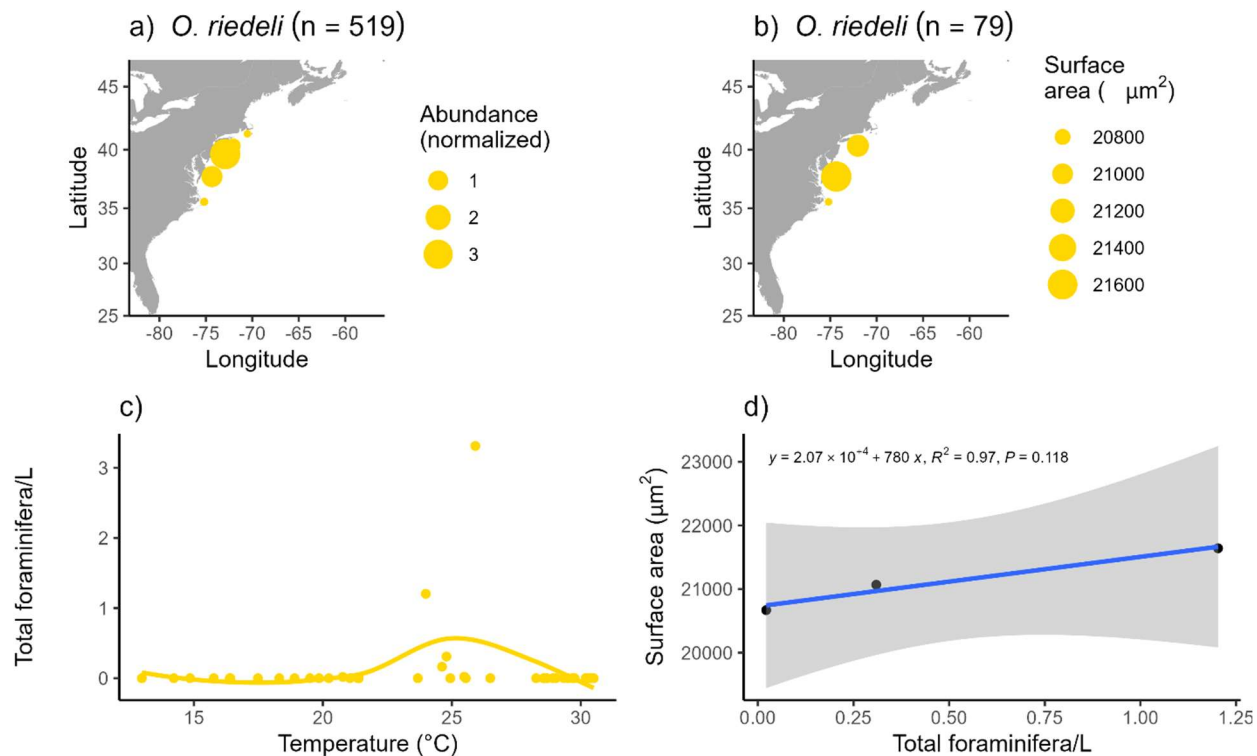 a) O. riedeli (n = 519)
45
40
35
30
25
Latitude
-80 -75 -70 -65 -60
Longitude
Abundance
(normalized)
1
2
3
b) O. riedeli (n = 79)
45
40
35
30
25
Latitude
-80 -75 -70 -65 -60
Longitude
Surface
area ( μm²)
20800
21000
21200
21400
21600
c)
3
2
1
0
Total foraminifera/L
15 20 25 30
Temperature (°C)
d)
y = 2.07 × 10⁻⁴ + 780 x, R² = 0.97, P = 0.118
23000
22000
21000
20000
Surface area (μm²)
0.00 0.25 0.50 0.75 1.00 1.25
Total foraminifera/L